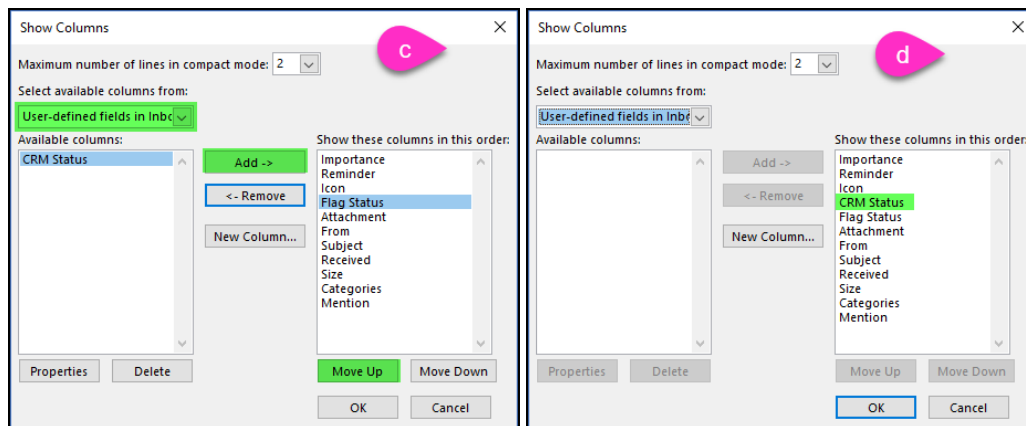 Show Columns
c
Maximum number of lines in compact mode: 2
Select available columns from:
User-defined fields in Inbc
Available columns:
CRM Status
Add ->
<- Remove
New Column...
Show these columns in this order:
Importance
Reminder
Icon
Flag Status
Attachment
From
Subject
Received
Size
Categories
Mention
Properties
Delete
Move Up
Move Down
OK
Cancel
Show Columns
d
Maximum number of lines in compact mode: 2
Select available columns from:
User-defined fields in Inb
Available columns:
Add ->
<- Remove
New Column...
Show these columns in this order:
Importance
Reminder
Icon
CRM Status
Flag Status
Attachment
From
Subject
Received
Size
Categories
Mention
Properties
Delete
Move Up
Move Down
OK
Cancel